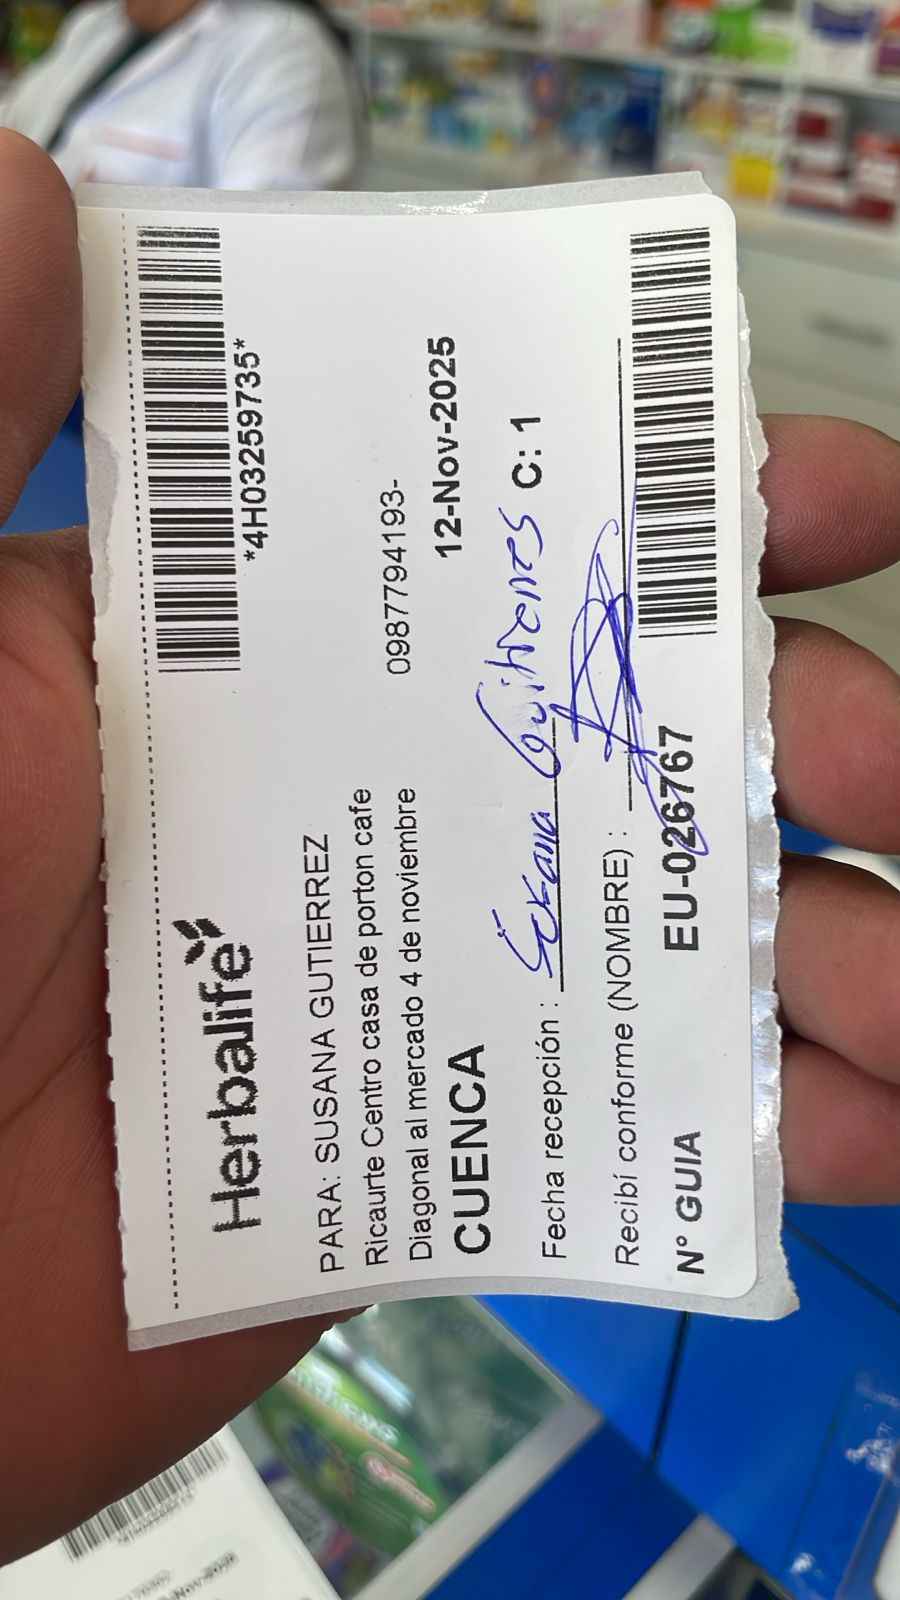 *4H03259735*
Herbalife
PARA: SUSANA GUTIERREZ
Ricaurte Centro casa de porton cafe
0987794193-
Diagonal al mercado 4 de noviembre
CUENCA
12-Nov-2025
Fecha recepción :
C: 1
Recibí conforme (NOMBRE) :
N° GUIA
EU-026767